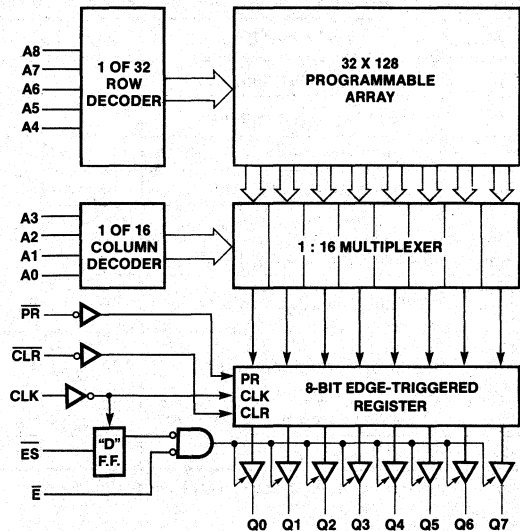 A8
A7
A6
A5
A4
1 OF 32
ROW
DECODER
32 X 128
PROGRAMMABLE
ARRAY
A3
A2
A1
A0
1 OF 16
COLUMN
DECODER
1 : 16 MULTIPLEXER
PR
CLR
CLK
ES
E
"D"
F.F.
PR
CLK
CLR
8-BIT EDGE-TRIGGERED
REGISTER
Q0 Q1 Q2 Q3 Q4 Q5 Q6 Q7